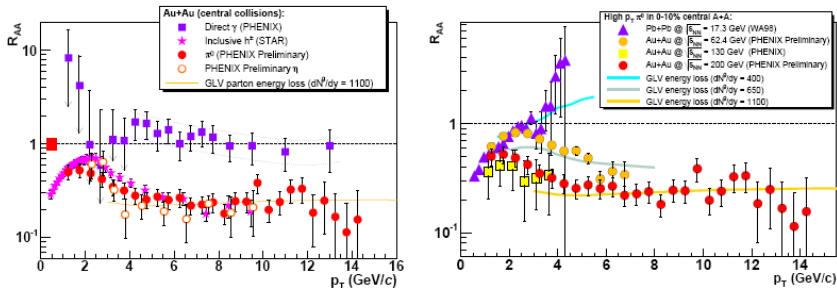 Au+Au (central collisions):
Direct γ (PHENIX)
Inclusive h± (STAR)
π0 (PHENIX Preliminary)
PHENIX Preliminary η
GLV parton energy loss (dNg/dy = 1100)
RAA
10
1
10-1
0 2 4 6 8 10 12 14 16
pT (GeV/c)
High pT π0 in 0-10% central A+A:
Pb+Pb @ √sNN = 17.3 GeV (WA98)
Au+Au @ √sNN = 62.4 GeV (PHENIX Preliminary)
Au+Au @ √sNN = 130 GeV (PHENIX)
Au+Au @ √sNN = 200 GeV (PHENIX Preliminary)
GLV energy loss (dNg/dy = 400)
GLV energy loss (dNg/dy = 650)
GLV energy loss (dNg/dy = 1100)
RAA
1
10-1
0 2 4 6 8 10 12 14
pT (GeV/c)